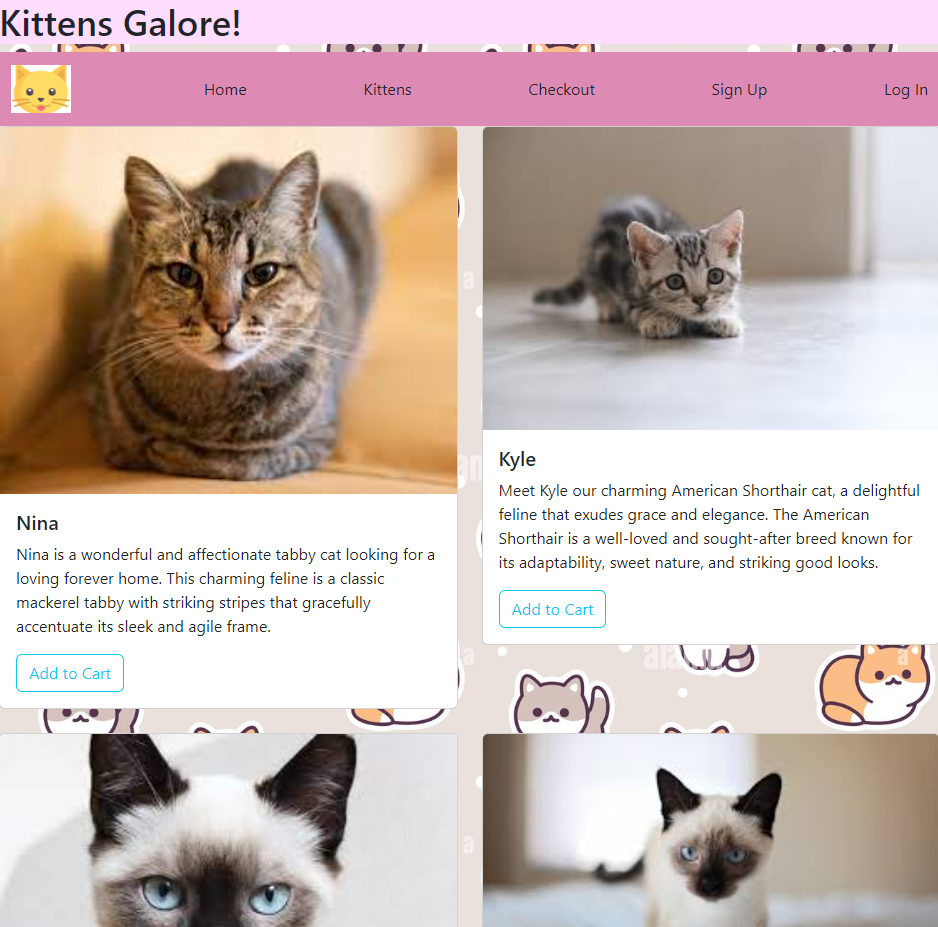 Kittens Galore!
Home Kittens Checkout Sign Up Log In
Nina
Nina is a wonderful and affectionate tabby cat looking for a
loving forever home. This charming feline is a classic
mackerel tabby with striking stripes that gracefully
accentuate its sleek and agile frame.
Add to Cart
Kyle
Meet Kyle our charming American Shorthair cat, a delightful
feline that exudes grace and elegance. The American
Shorthair is a well-loved and sought-after breed known for
its adaptability, sweet nature, and striking good looks.
Add to Cart
a
a
a
a